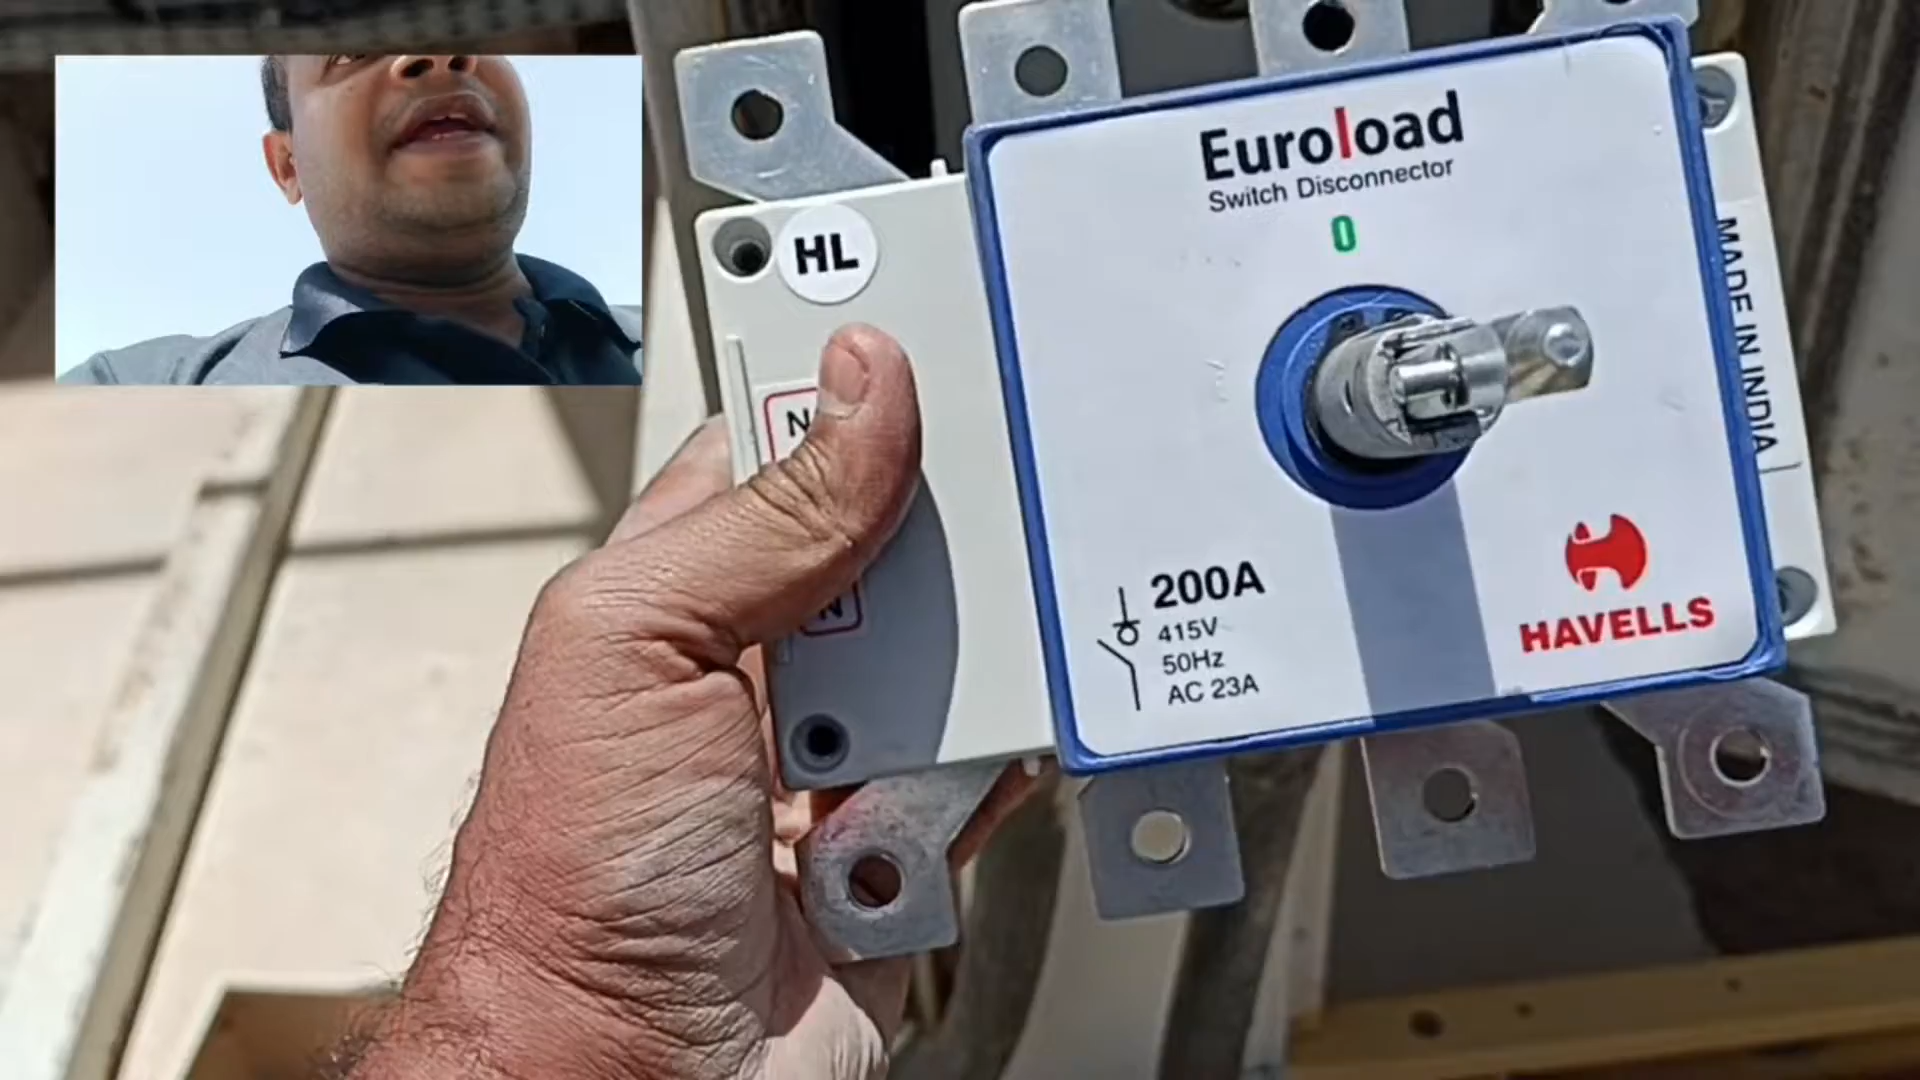 Euroload
Switch Disconnector
0
HL
N
N
MADE IN INDIA
200A
415V
50Hz
AC 23A
HAVELLS